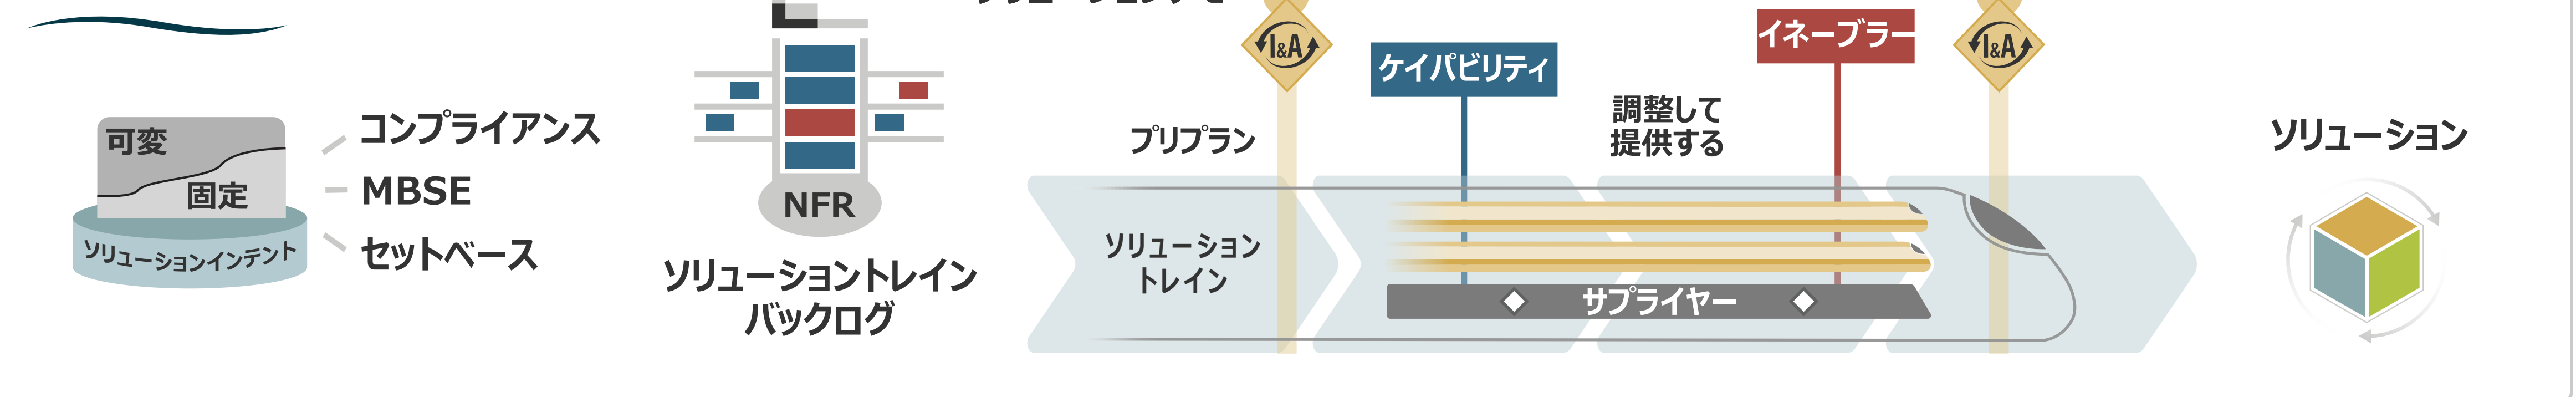 可変
固定
ソリューションインテント
コンプライアンス
MBSE
セットベース
NFR
ソリューショントレイン
バックログ
I&A
ケイパビリティ
イネーブラー
I&A
プリプラン
調整して
提供する
ソリューション
トレイン
サプライヤー
ソリューション